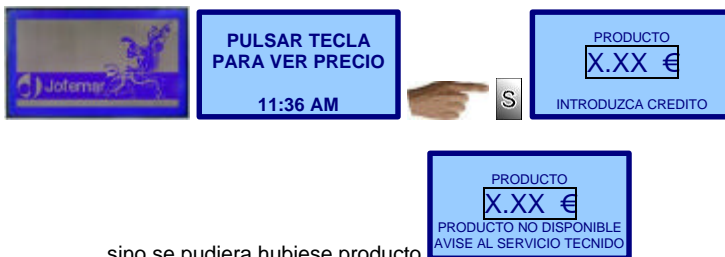 Jofemar
PULSAR TECLA
PARA VER PRECIO
11:36 AM
S
PRODUCTO
X.XX €
INTRODUZCA CREDITO
PRODUCTO
X.XX €
PRODUCTO NO DISPONIBLE
AVISE AL SERVICIO TECNIDO
sino se pudiera hubiese producto